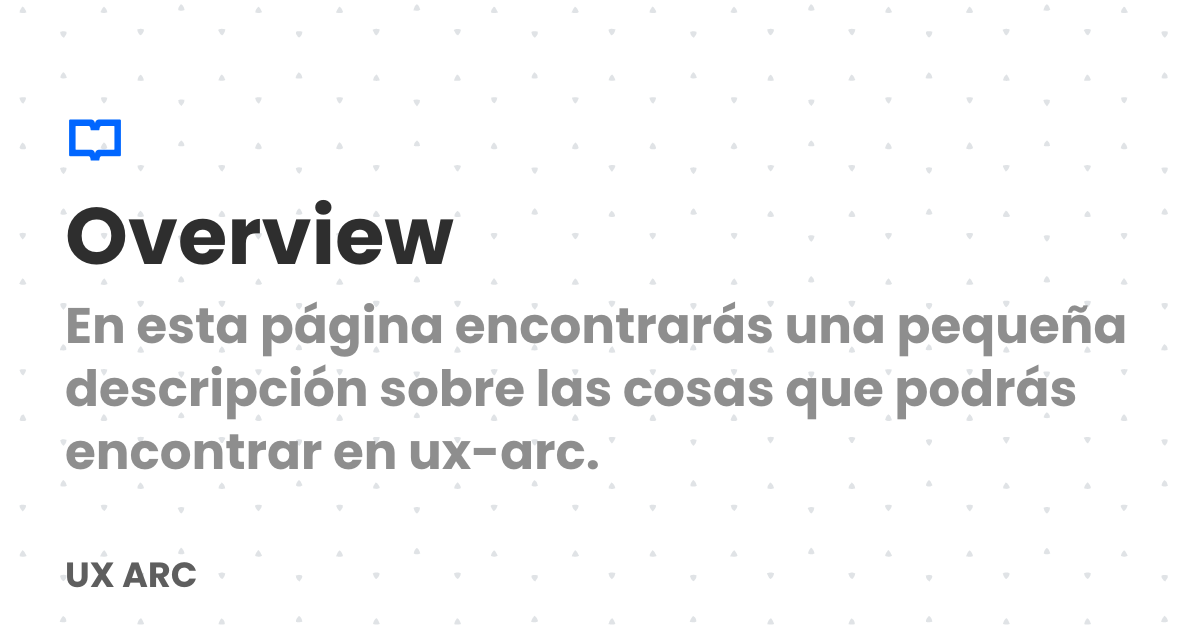 Overview
En esta página encontrarás una pequeña
descripción sobre las cosas que podrás
encontrar en ux-arc.
UX ARC